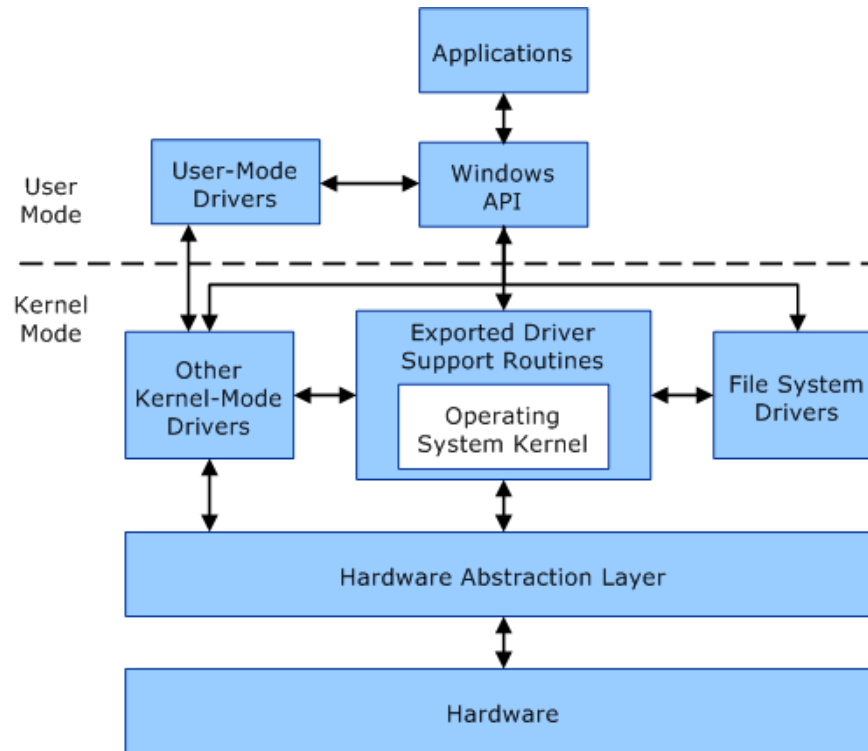 Applications
User-Mode
Drivers
Windows
API
User
Mode
Kernel
Mode
Other
Kernel-Mode
Drivers
Exported Driver
Support Routines
Operating
System Kernel
File System
Drivers
Hardware Abstraction Layer
Hardware